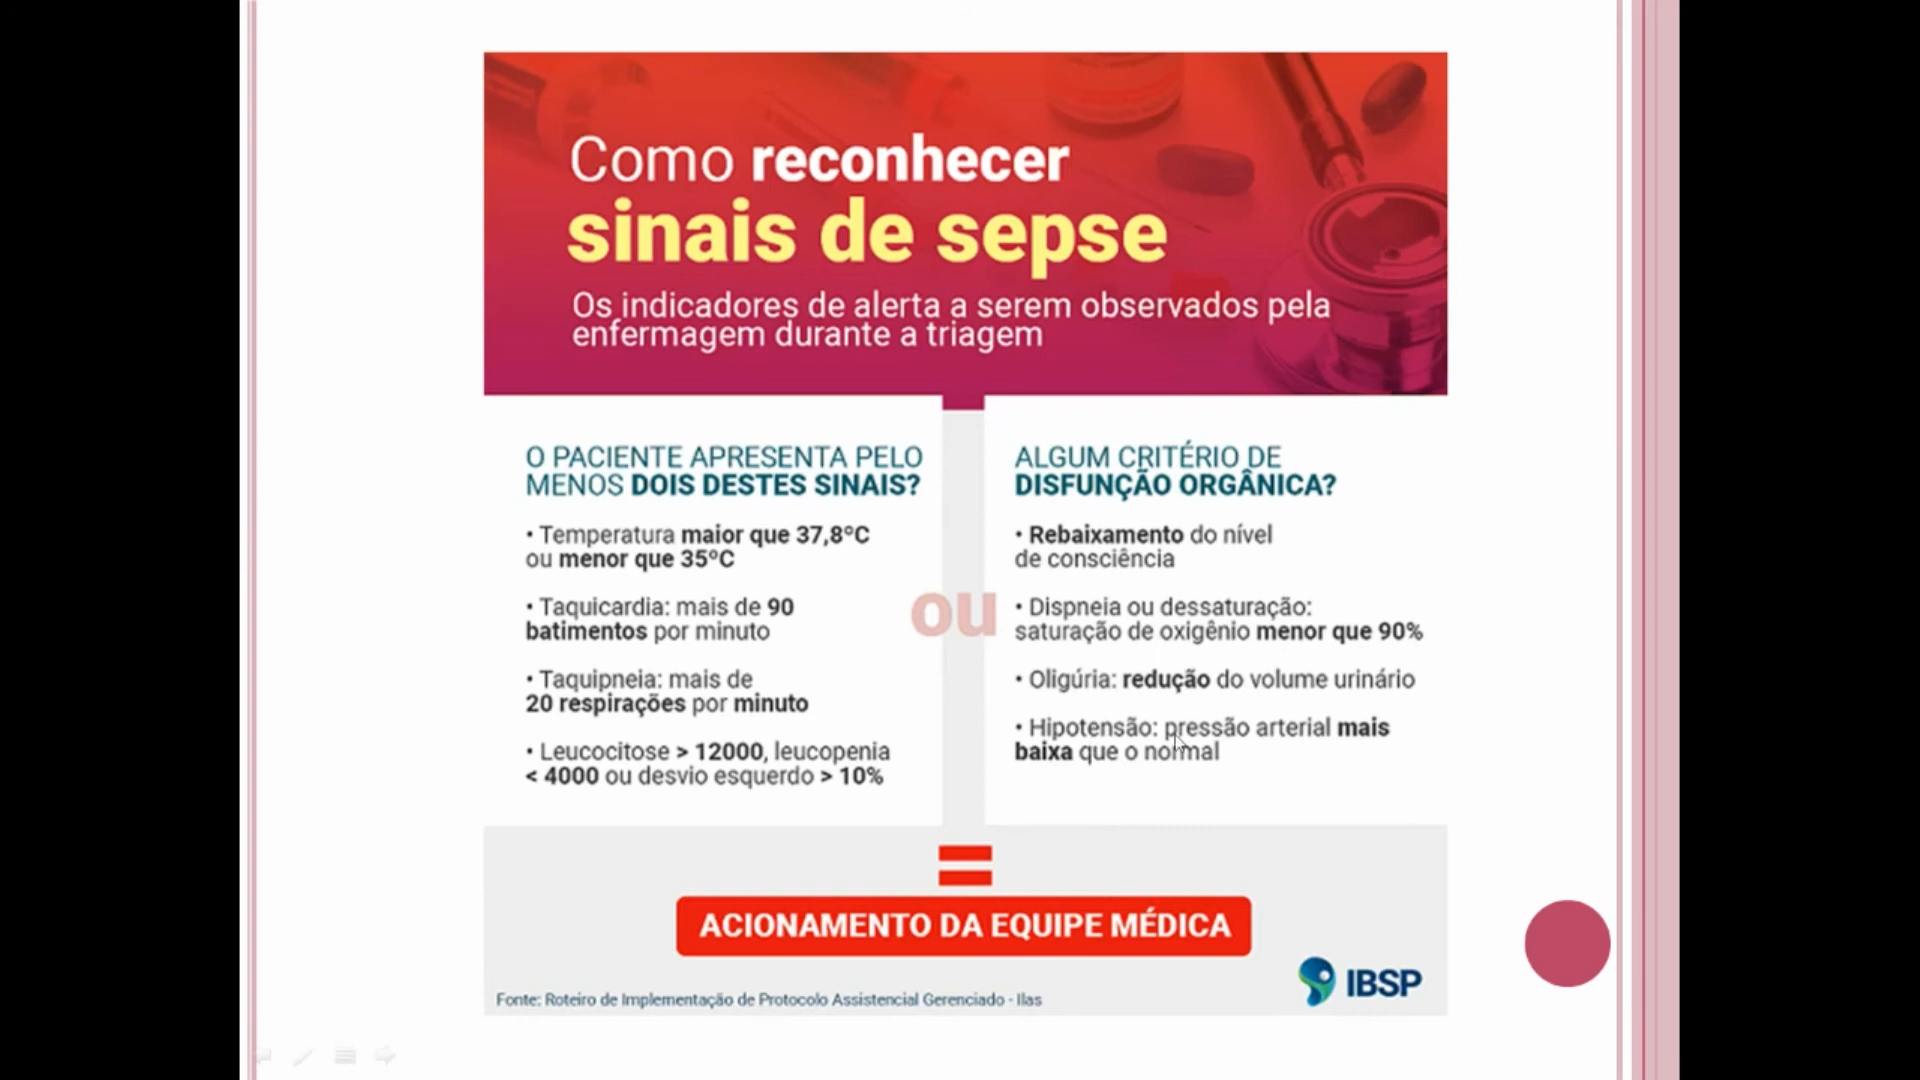 Como reconhecer
sinais de sepse
Os indicadores de alerta a serem observados pela
enfermagem durante a triagem
O PACIENTE APRESENTA PELO
MENOS DOIS DESTES SINAIS?
• Temperatura maior que 37,8ºC
ou menor que 35ºC
• Taquicardia: mais de 90
batimentos por minuto
• Taquipneia: mais de
20 respirações por minuto
• Leucocitose > 12000, leucopenia
< 4000 ou desvio esquerdo > 10%
ou
ALGUM CRITÉRIO DE
DISFUNÇÃO ORGÂNICA?
• Rebaixamento do nível
de consciência
• Dispneia ou dessaturação:
saturação de oxigênio menor que 90%
• Oligúria: redução do volume urinário
• Hipotensão: pressão arterial mais
baixa que o normal
=
ACIONAMENTO DA EQUIPE MÉDICA
Fonte: Roteiro de Implementação de Protocolo Assistencial Gerenciado - Ilas
IBSP